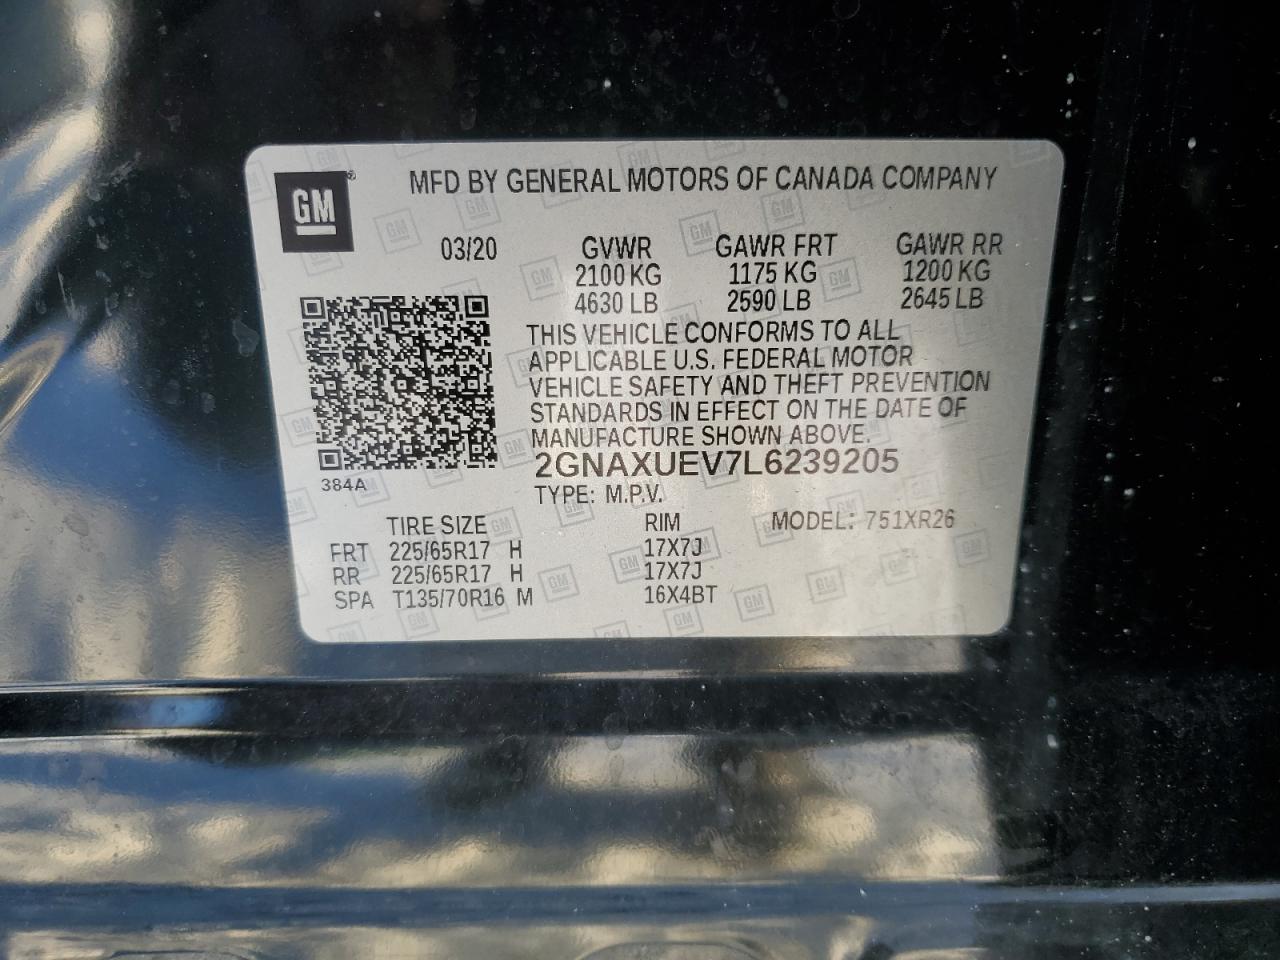 GM®
MFD BY GENERAL MOTORS OF CANADA COMPANY
03/20 GVWR GAWR FRT GAWR RR
2100 KG 1175 KG 1200 KG
4630 LB 2590 LB 2645 LB
THIS VEHICLE CONFORMS TO ALL
APPLICABLE U.S. FEDERAL MOTOR
VEHICLE SAFETY AND THEFT PREVENTION
STANDARDS IN EFFECT ON THE DATE OF
MANUFACTURE SHOWN ABOVE.
2GNAXUEV7L6239205
384A
TYPE: M.P.V.
TIRE SIZE RIM MODEL: 751XR26
FRT 225/65R17 H 17X7J
RR 225/65R17 H 17X7J
SPA T135/70R16 M 16X4BT